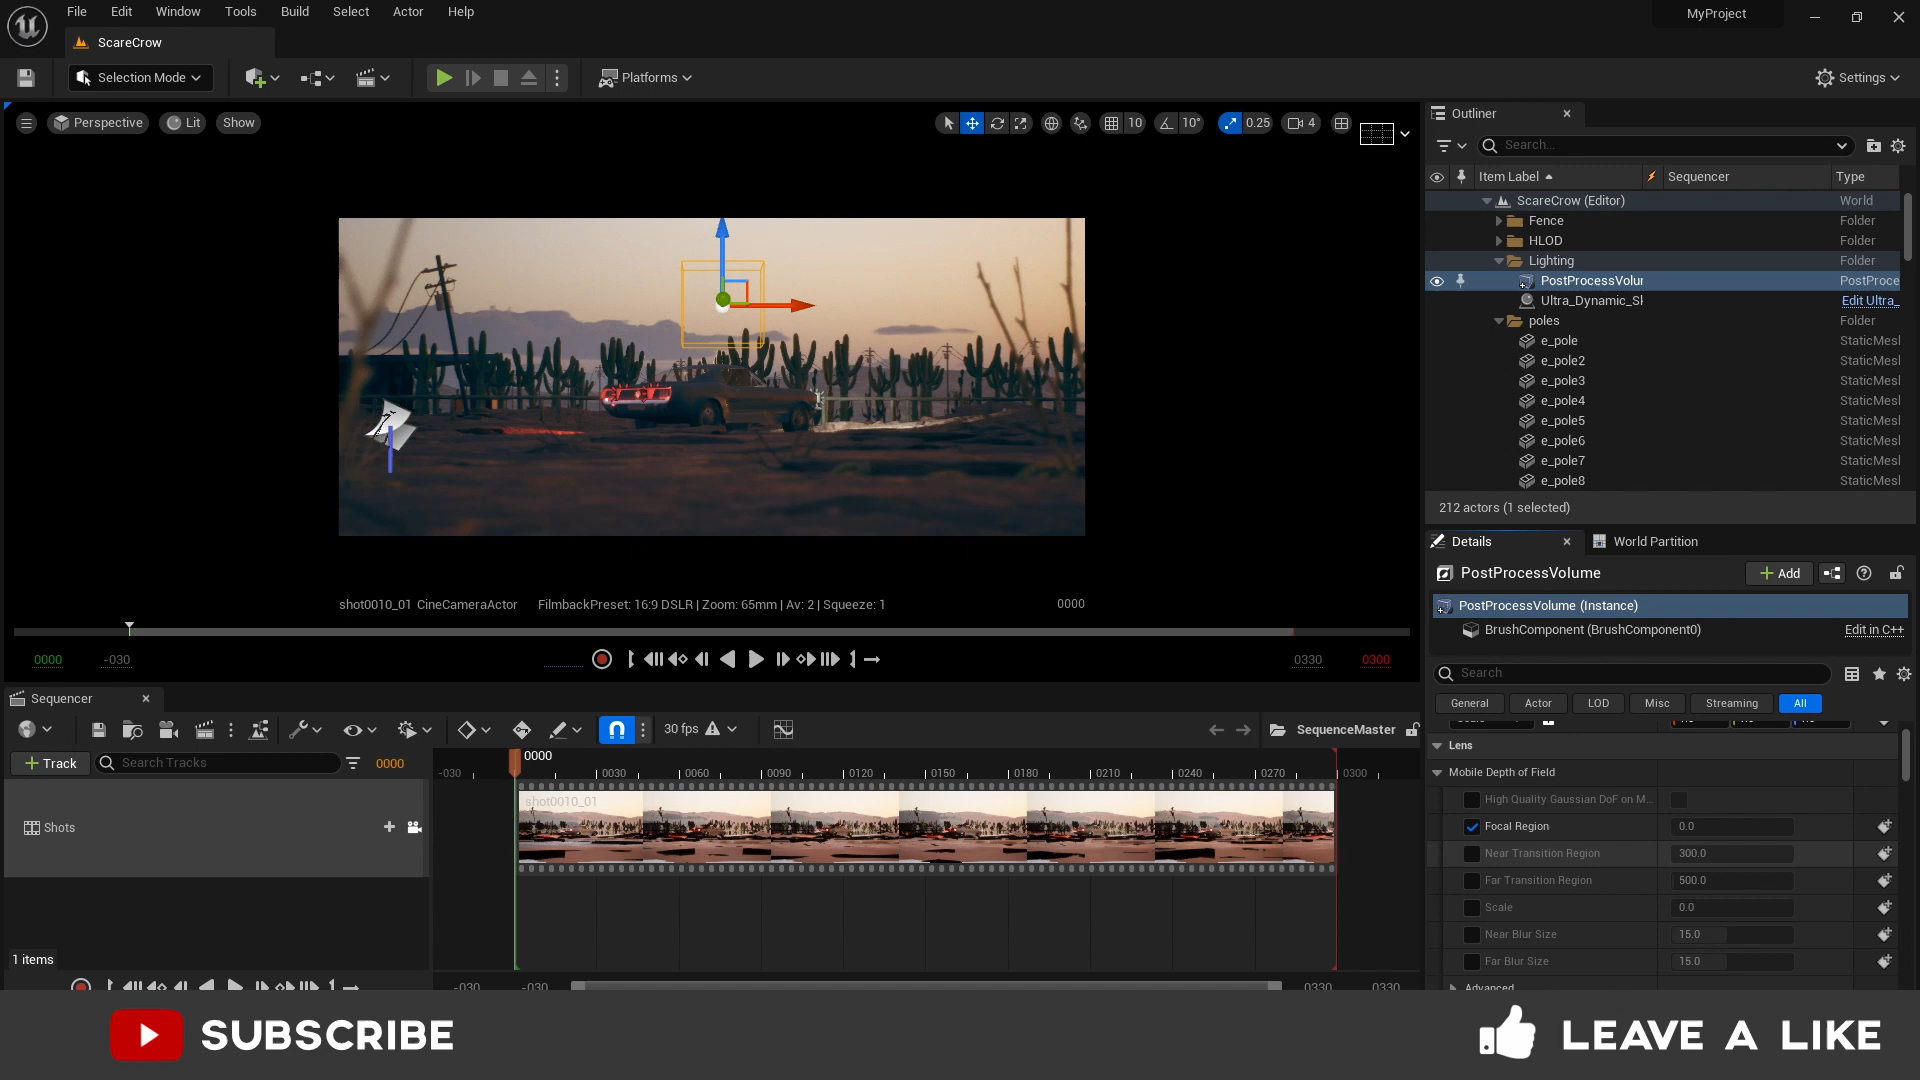 File Edit Window Tools Build Select Actor Help
MyProject
ScareCrow
Selection Mode
Platforms
Settings
Perspective Lit Show
10 10° 0.25 4
Outliner
Search...
Item Label Sequencer Type
ScareCrow (Editor) World
Fence Folder
HLOD Folder
Lighting Folder
PostProcessVolur PostProce
Ultra_Dynamic_Sl Edit Ultra_
poles Folder
e_pole StaticMesl
e_pole2 StaticMesl
e_pole3 StaticMesl
e_pole4 StaticMesl
e_pole5 StaticMesl
e_pole6 StaticMesl
e_pole7 StaticMesl
e_pole8 StaticMesl
212 actors (1 selected)
Details World Partition
PostProcessVolume
Add
PostProcessVolume (Instance)
BrushComponent (BrushComponent0) Edit in C++
Search
General Actor LOD Misc Streaming All
Lens
Mobile Depth of Field
High Quality Gaussian DoF on M...
Focal Region 0.0
Near Transition Region 300.0
Far Transition Region 500.0
Scale 0.0
Near Blur Size 15.0
Far Blur Size 15.0
Advanced
shot0010_01 CineCameraActor FilmbackPreset: 16:9 DSLR | Zoom: 65mm | Av: 2 | Squeeze: 1 0000
0000 -030 0330 0300
Sequencer
30 fps
SequenceMaster
Track
Search Tracks
0000
0000
-030 0030 0060 0090 0120 0150 0180 0210 0240 0270 0300
shot0010_01
Shots
1 items
-030 -030 0330 0330
SUBSCRIBE
LEAVE A LIKE